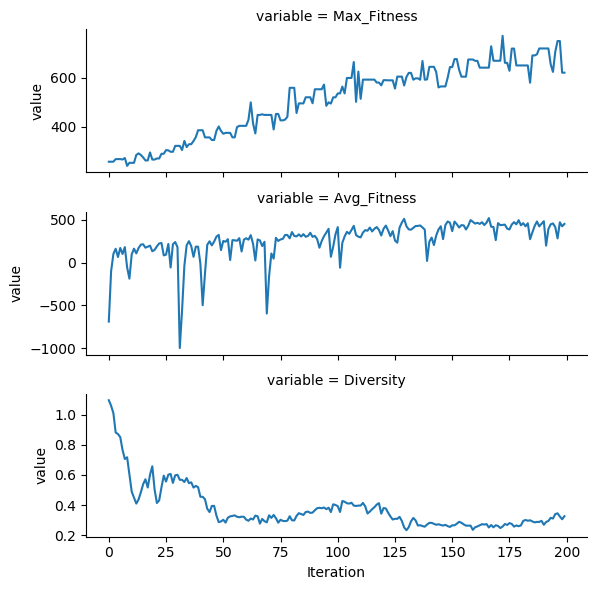 variable = Max_Fitness
600
400
value
variable = Avg_Fitness
500
0
−500
−1000
value
variable = Diversity
1.0
0.8
0.6
0.4
0.2
value
0 25 50 75 100 125 150 175 200
Iteration